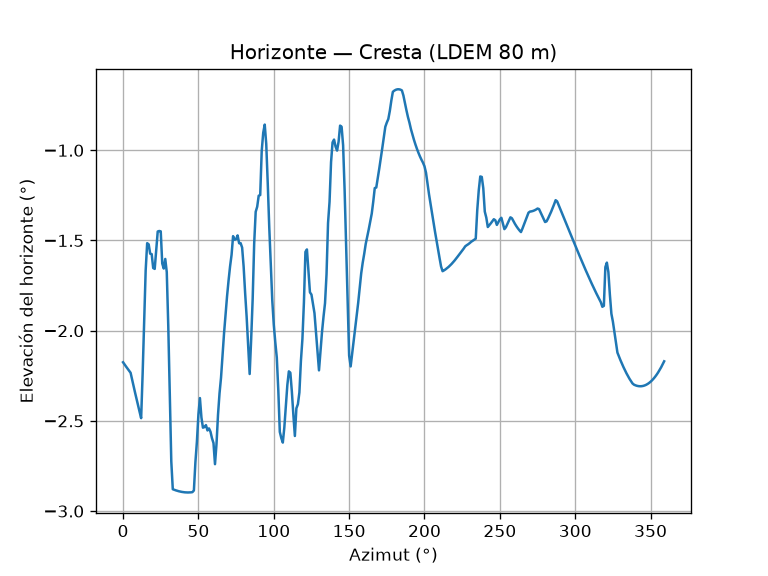 Horizonte — Cresta (LDEM 80 m)
Elevación del horizonte (°)
−1.0
−1.5
−2.0
−2.5
−3.0
0 50 100 150 200 250 300 350
Azimut (°)